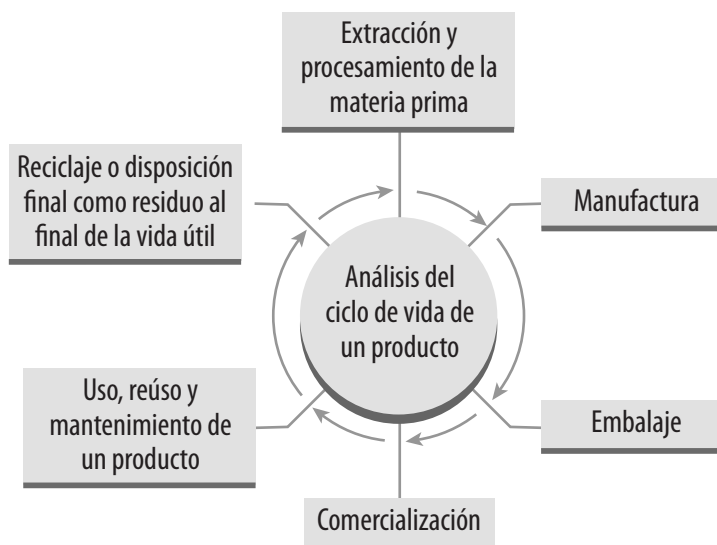 Extracción y
procesamiento de la
materia prima
Manufactura
Embalaje
Comercialización
Uso, reúso y
mantenimiento de
un producto
Reciclaje o disposición
final como residuo al
final de la vida útil
Análisis del
ciclo de vida de
un producto